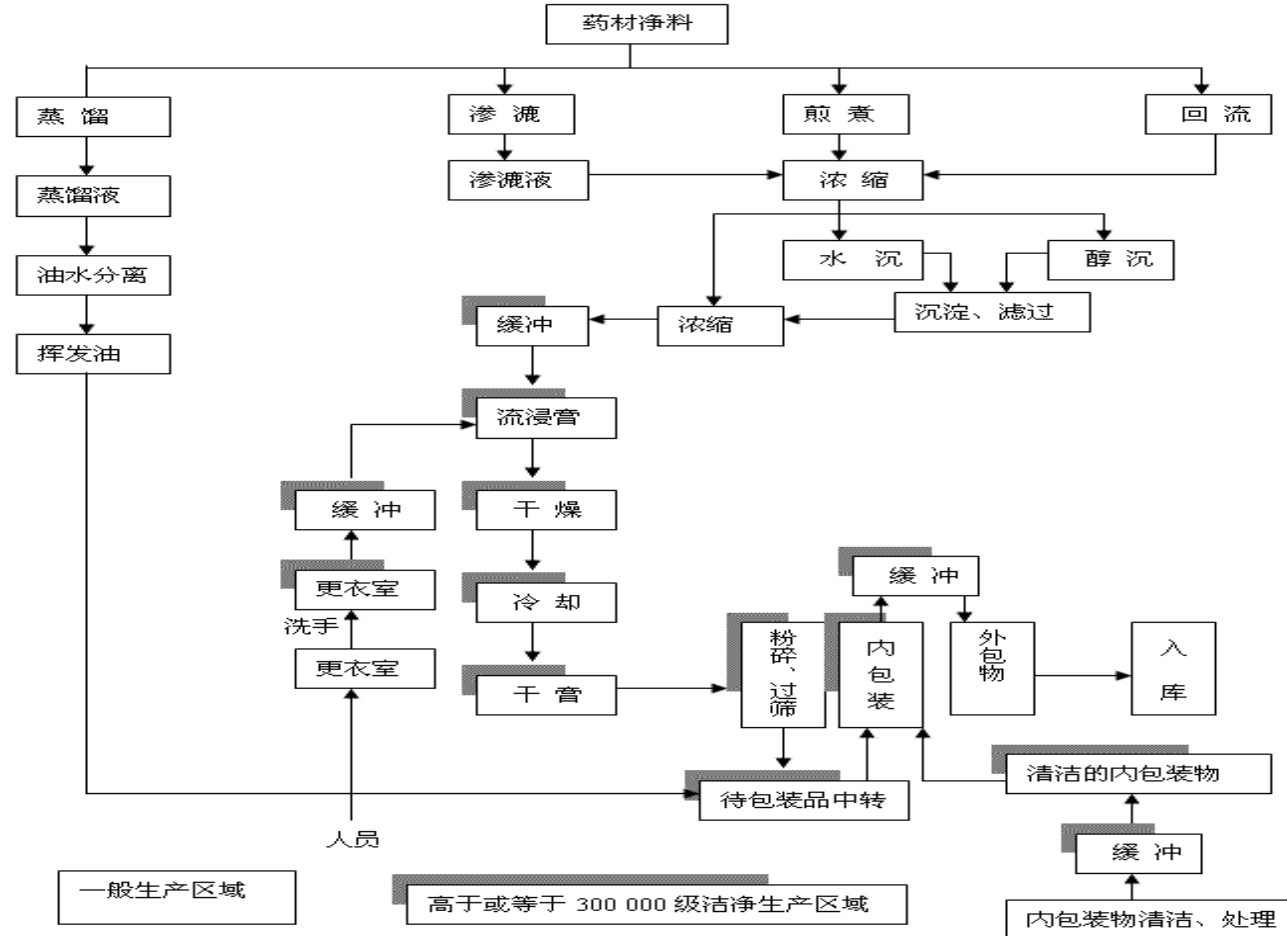 药材净料
蒸 馏
渗 漉
煎 煮
回 流
蒸馏液
渗漉液
浓 缩
油水分离
水 沉
醇 沉
挥发油
缓冲
浓缩
沉淀、滤过
流浸膏
缓 冲
干 燥
更衣室
冷 却
缓 冲
洗手
更衣室
干 膏
粉碎、过筛
内包装
外包物
入库
清洁的内包装物
待包装品中转
人员
缓 冲
一般生产区域
高于或等于 300 000 级洁净生产区域
内包装物清洁、处理